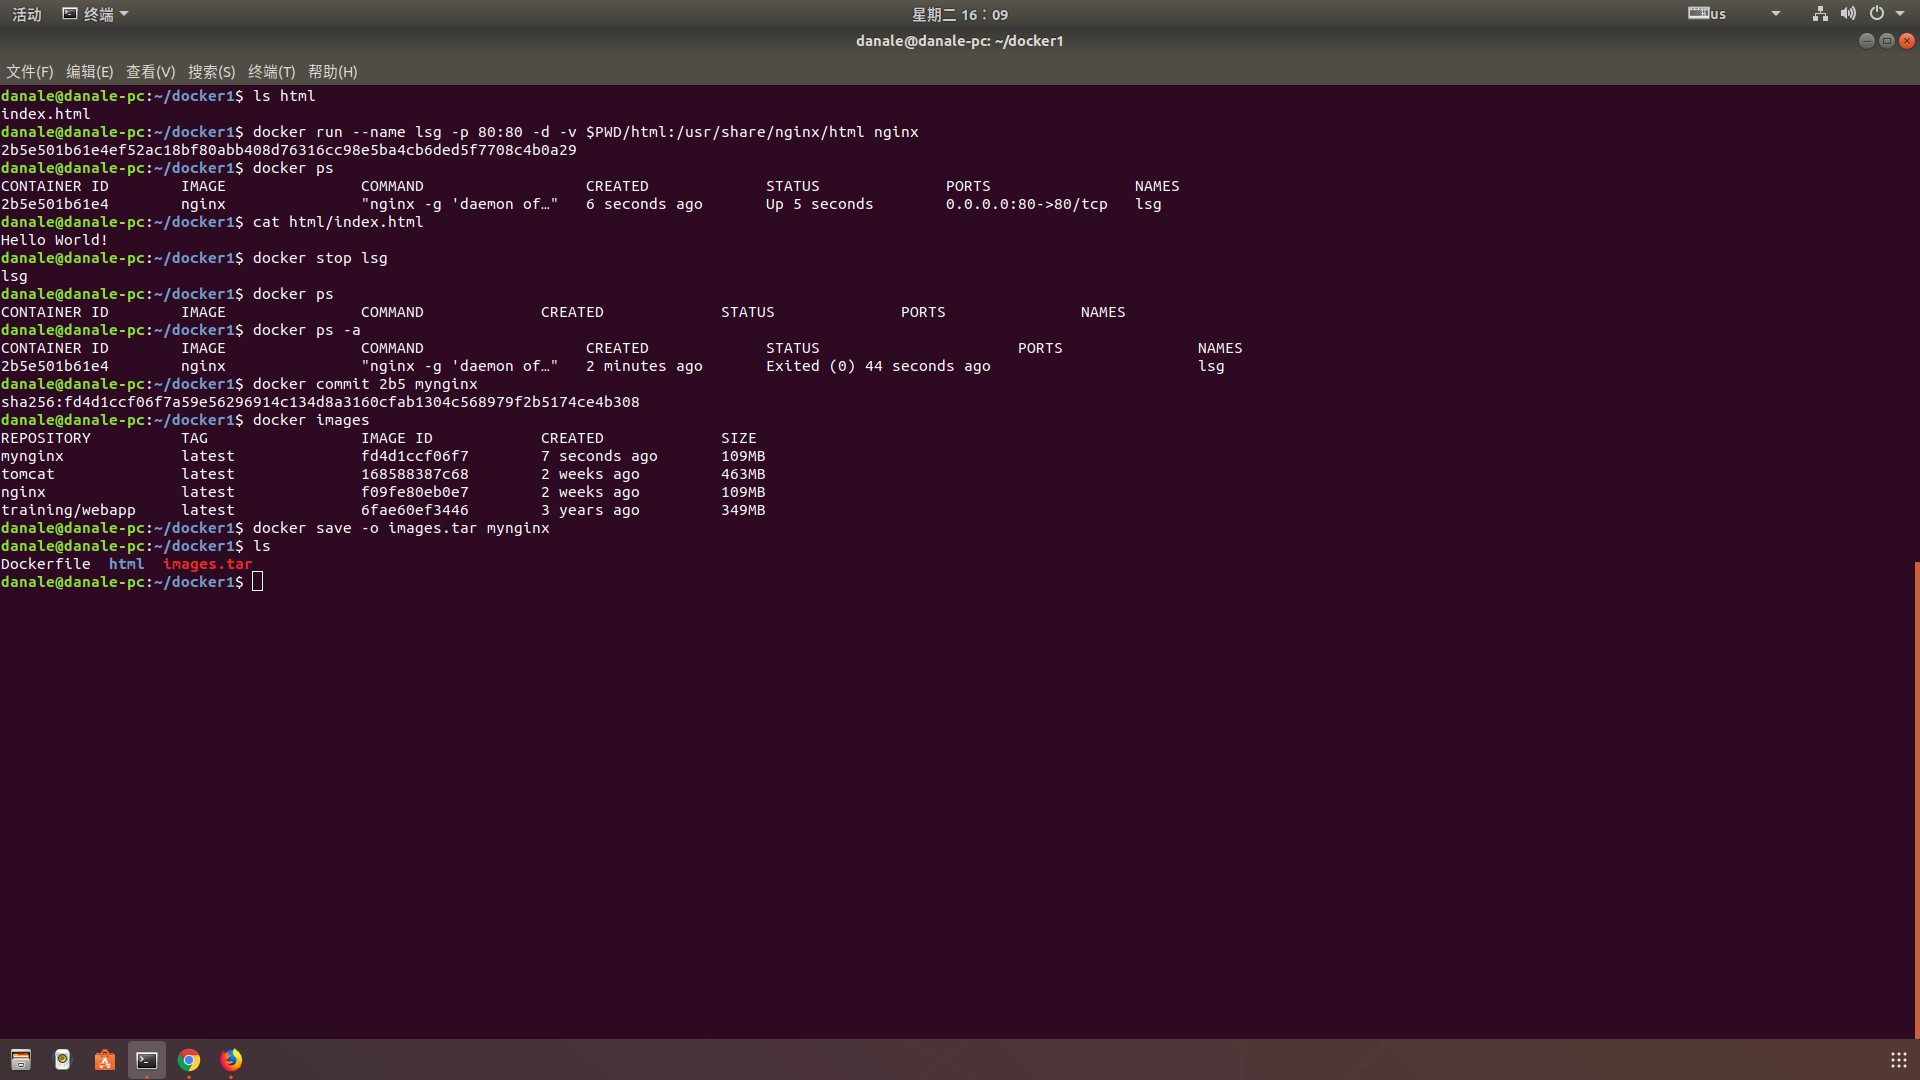 活动 终端 星期二 16：09 us
danale@danale-pc: ~/docker1
文件(F) 编辑(E) 查看(V) 搜索(S) 终端(T) 帮助(H)
danale@danale-pc:~/docker1$ ls html
index.html
danale@danale-pc:~/docker1$ docker run --name lsg -p 80:80 -d -v $PWD/html:/usr/share/nginx/html nginx
2b5e501b61e4ef52ac18bf80abb408d76316cc98e5ba4cb6ded5f7708c4b0a29
danale@danale-pc:~/docker1$ docker ps
CONTAINER ID        IMAGE               COMMAND                  CREATED             STATUS              PORTS                NAMES
2b5e501b61e4        nginx               "nginx -g 'daemon of…"   6 seconds ago       Up 5 seconds        0.0.0.0:80->80/tcp   lsg
danale@danale-pc:~/docker1$ cat html/index.html
Hello World!
danale@danale-pc:~/docker1$ docker stop lsg
lsg
danale@danale-pc:~/docker1$ docker ps
CONTAINER ID        IMAGE               COMMAND             CREATED             STATUS              PORTS               NAMES
danale@danale-pc:~/docker1$ docker ps -a
CONTAINER ID        IMAGE               COMMAND                  CREATED             STATUS                      PORTS               NAMES
2b5e501b61e4        nginx               "nginx -g 'daemon of…"   2 minutes ago       Exited (0) 44 seconds ago                       lsg
danale@danale-pc:~/docker1$ docker commit 2b5 mynginx
sha256:fd4d1ccf06f7a59e56296914c134d8a3160cfab1304c568979f2b5174ce4b308
danale@danale-pc:~/docker1$ docker images
REPOSITORY          TAG                 IMAGE ID            CREATED             SIZE
mynginx             latest              fd4d1ccf06f7        7 seconds ago       109MB
tomcat              latest              168588387c68        2 weeks ago         463MB
nginx               latest              f09fe80eb0e7        2 weeks ago         109MB
training/webapp     latest              6fae60ef3446        3 years ago         349MB
danale@danale-pc:~/docker1$ docker save -o images.tar mynginx
danale@danale-pc:~/docker1$ ls
Dockerfile  html  images.tar
danale@danale-pc:~/docker1$